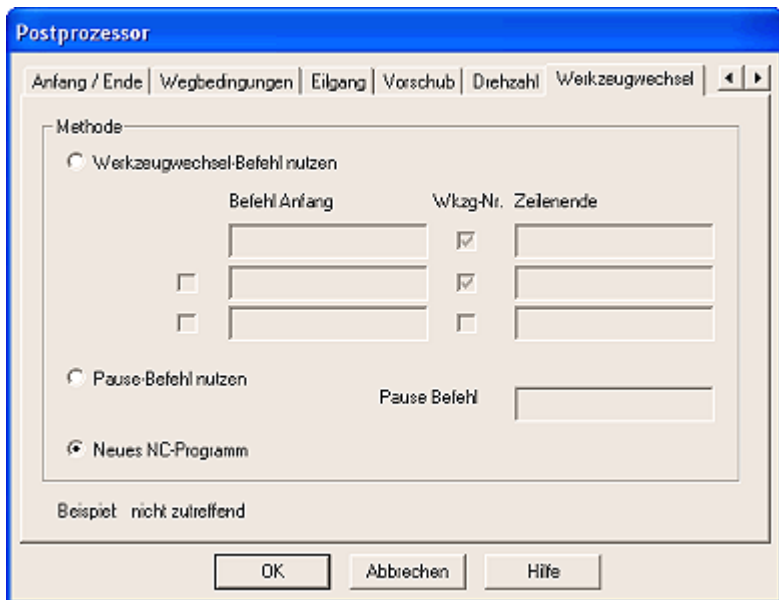 Postprozessor
Anfang / Ende Wegbedingungen Eilgang Vorschub Drehzahl Werkzeugwechsel
Methode
Werkzeugwechsel-Befehl nutzen
Befehl Anfang Wkzg-Nr. Zeilenende
Pause-Befehl nutzen
Pause Befehl
Neues NC-Programm
Beispiel: nicht zutreffend
OK Abbrechen Hilfe